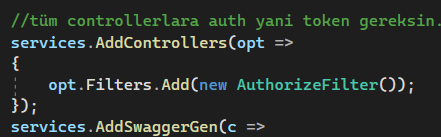 //tüm controllerlara auth yani token gereksin.
services.AddControllers(opt =>
{
opt.Filters.Add(new AuthorizeFilter());
});
services.AddSwaggerGen(c =>